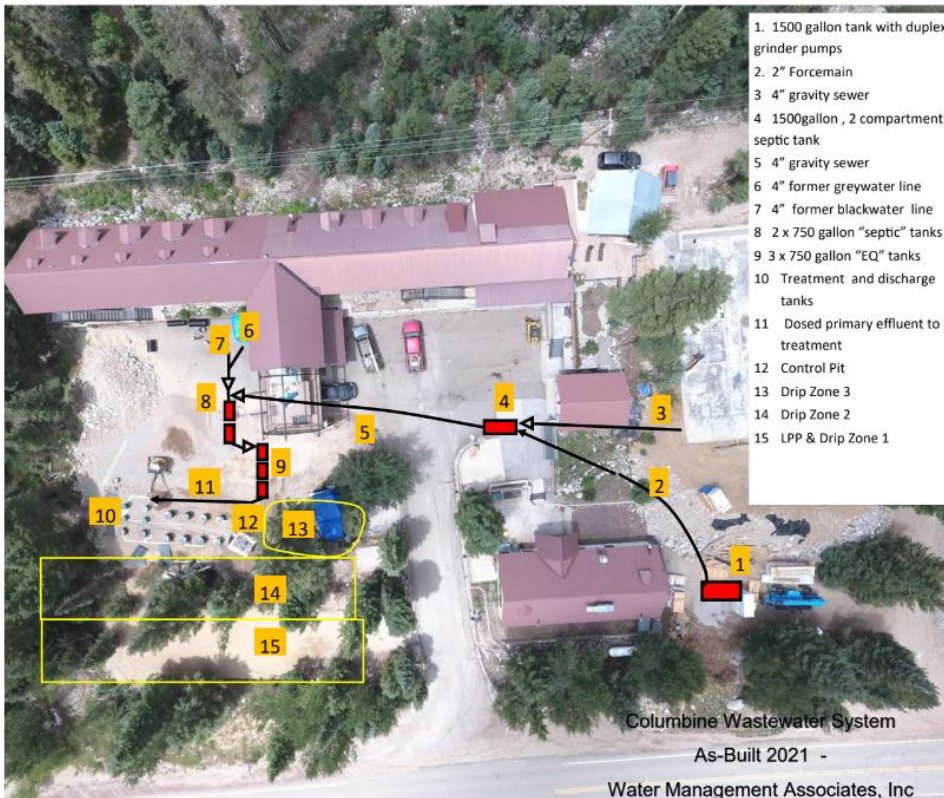 1. 1500 gallon tank with duplex
grinder pumps
2. 2” Forcemain
3 4” gravity sewer
4 1500gallon , 2 compartment
septic tank
5 4” gravity sewer
6 4” former greywater line
7 4” former blackwater line
8 2 x 750 gallon “septic” tanks
9 3 x 750 gallon “EQ” tanks
10 Treatment and discharge
tanks
11 Dosed primary effluent to
treatment
12 Control Pit
13 Drip Zone 3
14 Drip Zone 2
15 LPP & Drip Zone 1
6
7
8
4
3
5
9
2
11
10
12
13
1
14
15
Columbine Wastewater System
As-Built 2021 -
Water Management Associates, Inc